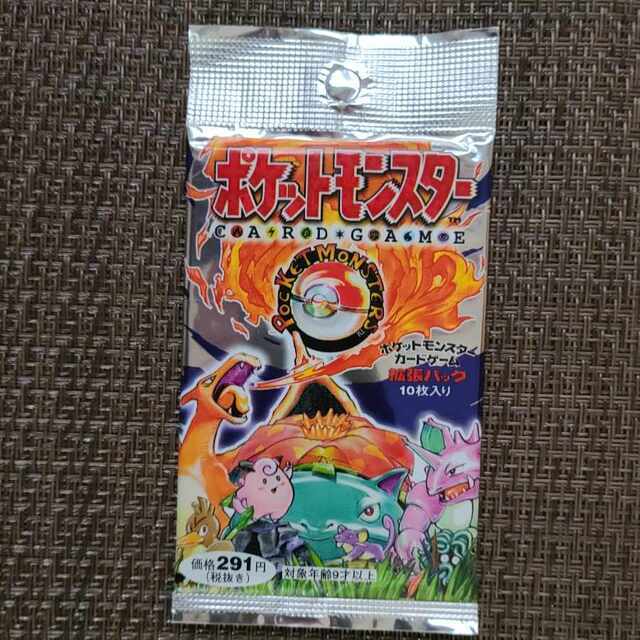 ポケットモンスター
TM
CARD GAME
POCKET MONSTERS
ポケットモンスター
カードゲーム
拡張パック
10枚入り
価格291円
(税抜き)
対象年齢9才以上